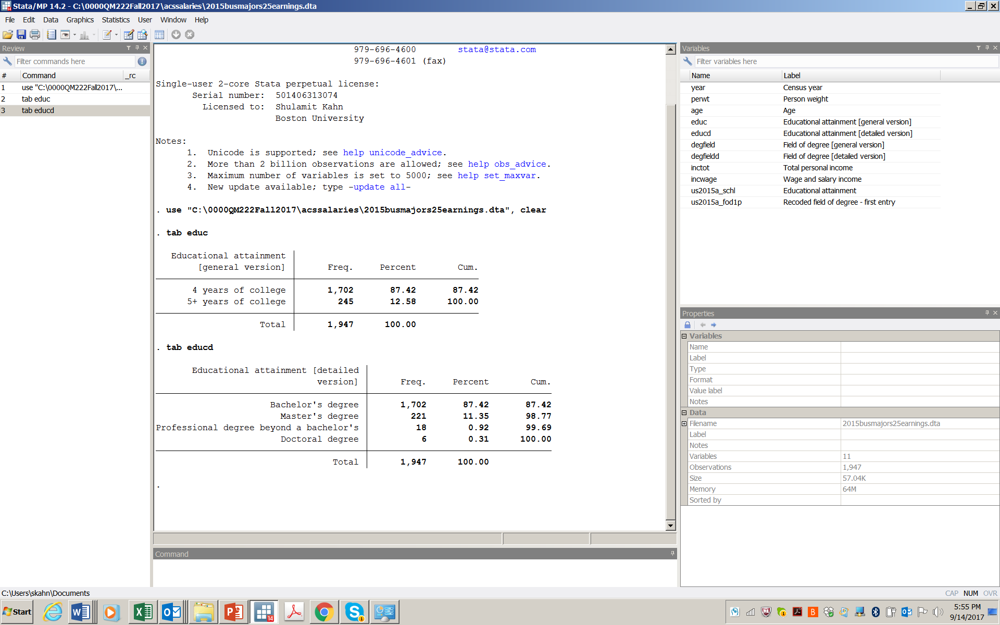 Stata/MP 14.2 - C:\0000QM222Fall2017\acssalaries\2015busmajors25earnings.dta
File Edit Data Graphics Statistics User Window Help
Review
Filter commands here
# Command _rc
1 use "C:\0000QM222Fall2017\...
2 tab educ
3 tab educd
979-696-4600 stata@stata.com
979-696-4601 (fax)
Single-user 2-core Stata perpetual license:
Serial number: 501406313074
Licensed to: Shulamit Kahn
Boston University
Notes:
1. Unicode is supported; see help unicode_advice.
2. More than 2 billion observations are allowed; see help obs_advice.
3. Maximum number of variables is set to 5000; see help set_maxvar.
4. New update available; type -update all-
. use "C:\0000QM222Fall2017\acssalaries\2015busmajors25earnings.dta", clear
. tab educ
Educational attainment
[general version] Freq. Percent Cum.
4 years of college 1,702 87.42 87.42
5+ years of college 245 12.58 100.00
Total 1,947 100.00
. tab educd
Educational attainment [detailed
version] Freq. Percent Cum.
Bachelor's degree 1,702 87.42 87.42
Master's degree 221 11.35 98.77
Professional degree beyond a bachelor's 18 0.92 99.69
Doctoral degree 6 0.31 100.00
Total 1,947 100.00
.
Command
Variables
Filter variables here
Name Label
year Census year
perwt Person weight
age Age
educ Educational attainment [general version]
educd Educational attainment [detailed version]
degfield Field of degree [general version]
degfieldd Field of degree [detailed version]
inctot Total personal income
incwage Wage and salary income
us2015a_schl Educational attainment
us2015a_fod1p Recoded field of degree - first entry
Properties
Variables
Name
Label
Type
Format
Value label
Notes
Data
Filename 2015busmajors25earnings.dta
Label
Notes
Variables 11
Observations 1,947
Size 57.04K
Memory 64M
Sorted by
C:\Users\skahn\Documents
CAP NUM OVR
Start
14
5:55 PM
9/14/2017